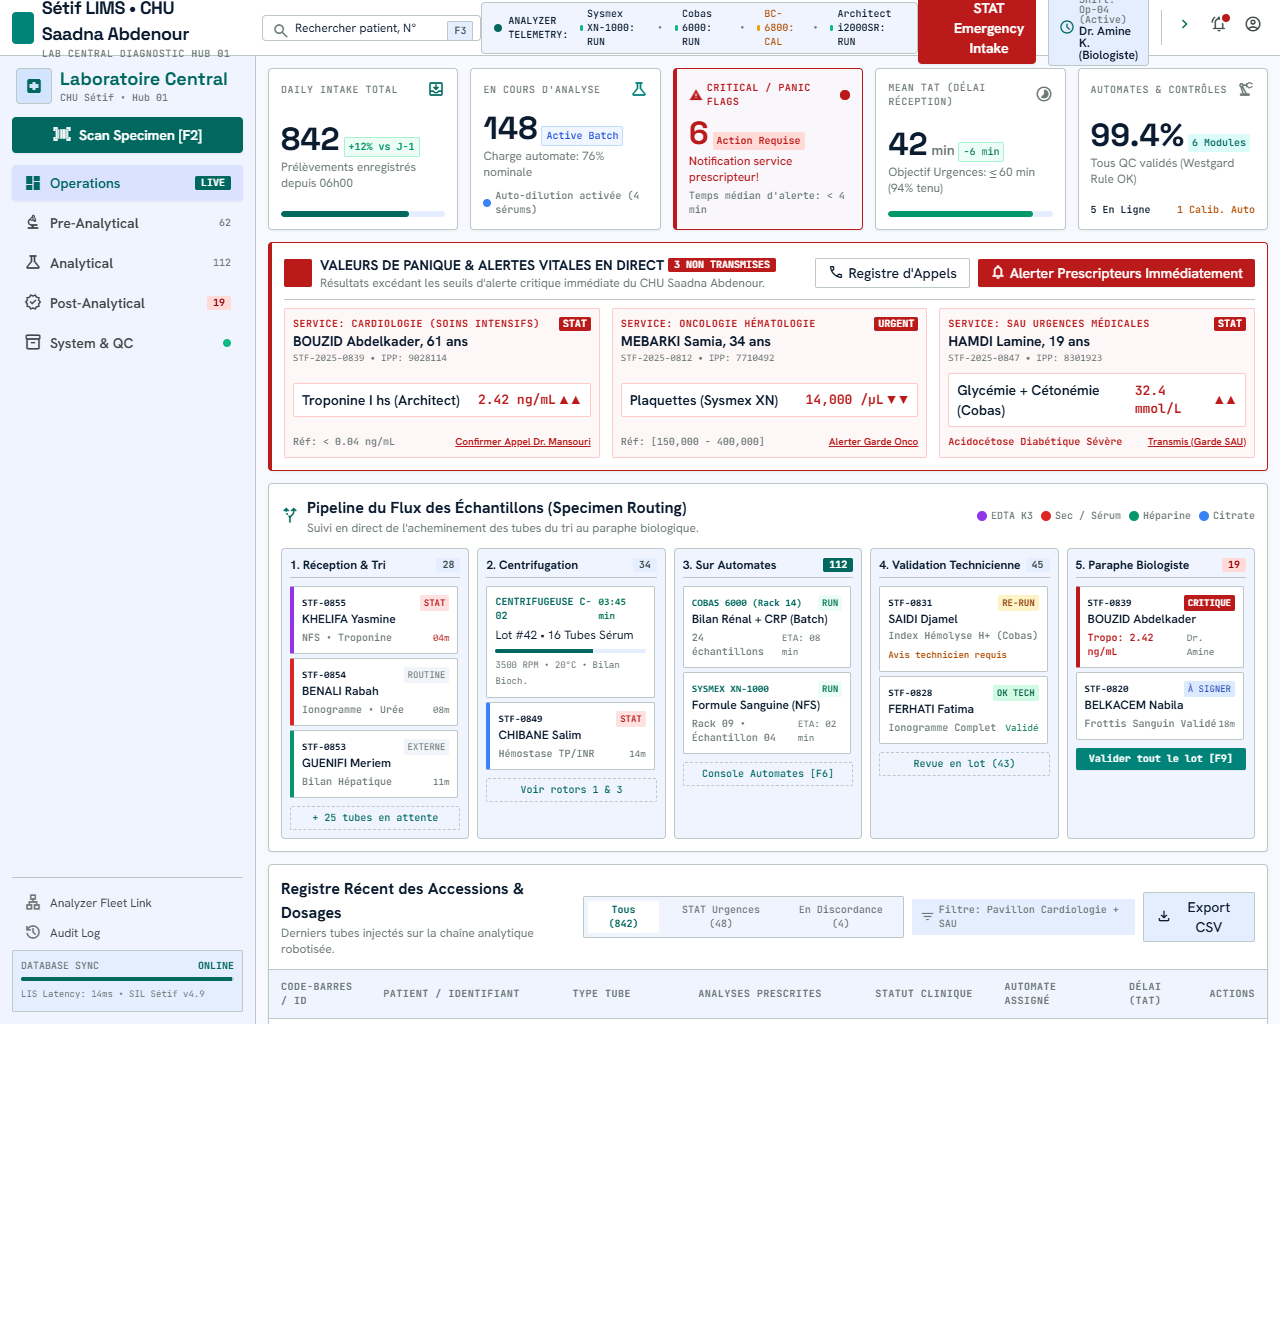 Sétif LIMS • CHU
Saadna Abdenour
LAB CENTRAL DIAGNOSTIC HUB 01
Rechercher patient, N°
F3
ANALYZER
TELEMETRY:
Sysmex
XN-1000:
RUN
•
Cobas
6000:
RUN
•
BC-
6800:
CAL
•
Architect
i2000SR:
RUN
STAT
Emergency
Intake
Shift:
Op-04
(Active)
Dr. Amine
K.
(Biologiste)
Laboratoire Central
CHU Sétif • Hub 01
Scan Specimen [F2]
Operations
LIVE
Pre-Analytical
62
Analytical
112
Post-Analytical
19
System & QC
Analyzer Fleet Link
Audit Log
DATABASE SYNC
ONLINE
LIS Latency: 14ms • SIL Sétif v4.9
DAILY INTAKE TOTAL
842
+12% vs J-1
Prélèvements enregistrés
depuis 06h00
EN COURS D'ANALYSE
148
Active Batch
Charge automate: 76%
nominale
Auto-dilution activée (4
sérums)
CRITICAL / PANIC
FLAGS
6
Action Requise
Notification service
prescripteur!
Temps médian d'alerte: < 4
min
MEAN TAT (DÉLAI
RÉCEPTION)
42 min
-6 min
Objectif Urgences: ≤ 60 min
(94% tenu)
AUTOMATES & CONTRÔLES
99.4%
6 Modules
Tous QC validés (Westgard
Rule OK)
5 En Ligne
1 Calib. Auto
VALEURS DE PANIQUE & ALERTES VITALES EN DIRECT
3 NON TRANSMISES
Résultats excédant les seuils d'alerte critique immédiate du CHU Saadna Abdenour.
Registre d'Appels
Alerter Prescripteurs Immédiatement
SERVICE: CARDIOLOGIE (SOINS INTENSIFS)
STAT
BOUZID Abdelkader, 61 ans
STF-2025-0839 • IPP: 9028114
Troponine I hs (Architect)
2.42 ng/mL ▲▲
Réf: < 0.04 ng/mL
Confirmer Appel Dr. Mansouri
SERVICE: ONCOLOGIE HÉMATOLOGIE
URGENT
MEBARKI Samia, 34 ans
STF-2025-0812 • IPP: 7710492
Plaquettes (Sysmex XN)
14,000 /µL ▼▼
Réf: [150,000 - 400,000]
Alerter Garde Onco
SERVICE: SAU URGENCES MÉDICALES
STAT
HAMDI Lamine, 19 ans
STF-2025-0847 • IPP: 8301923
Glycémie + Cétonémie
(Cobas)
32.4
mmol/L
▲▲
Acidocétose Diabétique Sévère
Transmis (Garde SAU)
Pipeline du Flux des Échantillons (Specimen Routing)
Suivi en direct de l'acheminement des tubes du tri au paraphe biologique.
EDTA K3
Sec / Sérum
Héparine
Citrate
1. Réception & Tri
28
STF-0855
STAT
KHELIFA Yasmine
NFS • Troponine
04m
STF-0854
ROUTINE
BENALI Rabah
Ionogramme • Urée
08m
STF-0853
EXTERNE
GUENIFI Meriem
Bilan Hépatique
11m
+ 25 tubes en attente
2. Centrifugation
34
CENTRIFUGEUSE C-
02
03:45
min
Lot #42 • 16 Tubes Sérum
3500 RPM • 20°C • Bilan
Bioch.
STF-0849
STAT
CHIBANE Salim
Hémostase TP/INR
14m
Voir rotors 1 & 3
3. Sur Automates
112
COBAS 6000 (Rack 14)
RUN
Bilan Rénal + CRP (Batch)
24
échantillons
ETA: 08
min
SYSMEX XN-1000
RUN
Formule Sanguine (NFS)
Rack 09 •
Échantillon 04
ETA: 02
min
Console Automates [F6]
4. Validation Technicienne
45
STF-0831
RE-RUN
SAIDI Djamel
Index Hémolyse H+ (Cobas)
Avis technicien requis
STF-0828
OK TECH
FERHATI Fatima
Ionogramme Complet
Validé
Revue en lot (43)
5. Paraphe Biologiste
19
STF-0839
CRITIQUE
BOUZID Abdelkader
Tropo: 2.42
ng/mL
Dr.
Amine
STF-0820
À SIGNER
BELKACEM Nabila
Frottis Sanguin Validé
18m
Valider tout le lot [F9]
Registre Récent des Accessions &
Dosages
Derniers tubes injectés sur la chaîne analytique
robotisée.
Tous
(842)
STAT Urgences
(48)
En Discordance
(4)
Filtre: Pavillon Cardiologie +
SAU
Export
CSV
CODE-BARRES
/ ID
PATIENT / IDENTIFIANT
TYPE TUBE
ANALYSES PRESCRITES
STATUT CLINIQUE
AUTOMATE
ASSIGNÉ
DÉLAI
(TAT)
ACTIONS